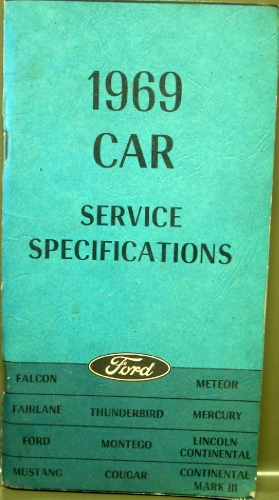 1969
CAR
SERVICE
SPECIFICATIONS
Ford
FALCON METEOR
FAIRLANE THUNDERBIRD MERCURY
FORD MONTEGO LINCOLN CONTINENTAL
MUSTANG COUGAR CONTINENTAL MARK III